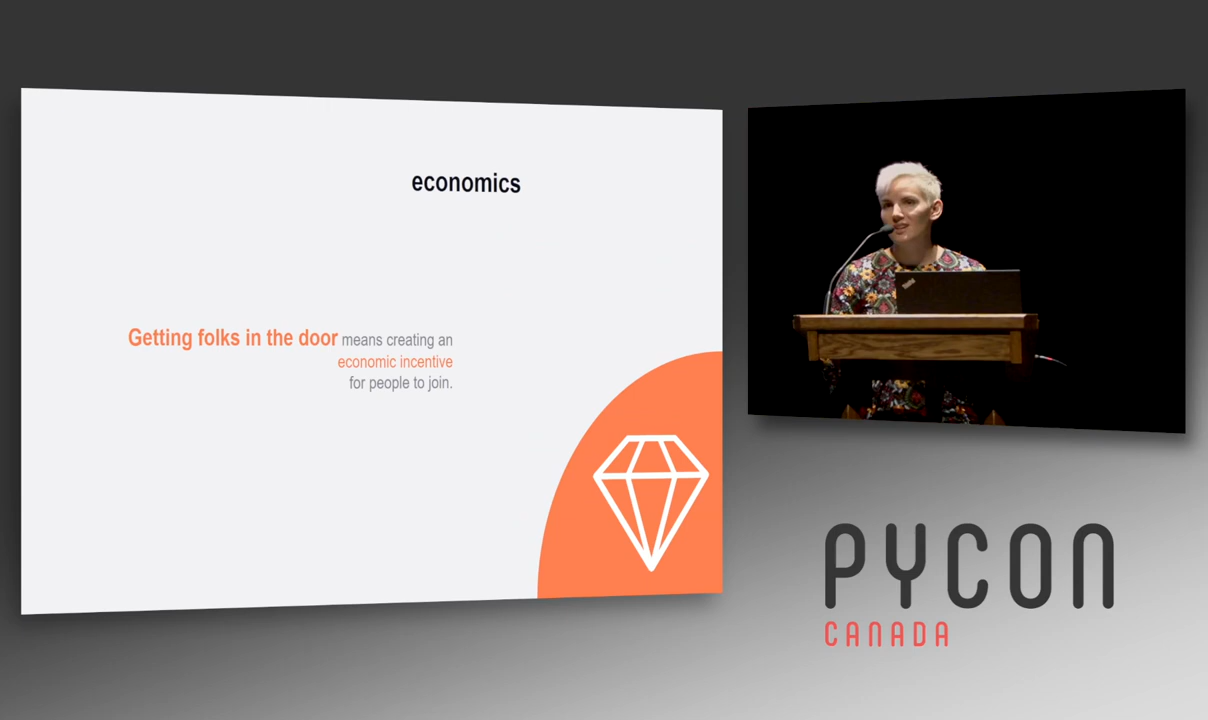 economics
Getting folks in the door means creating an
economic incentive
for people to join.
PYCON
CANADA